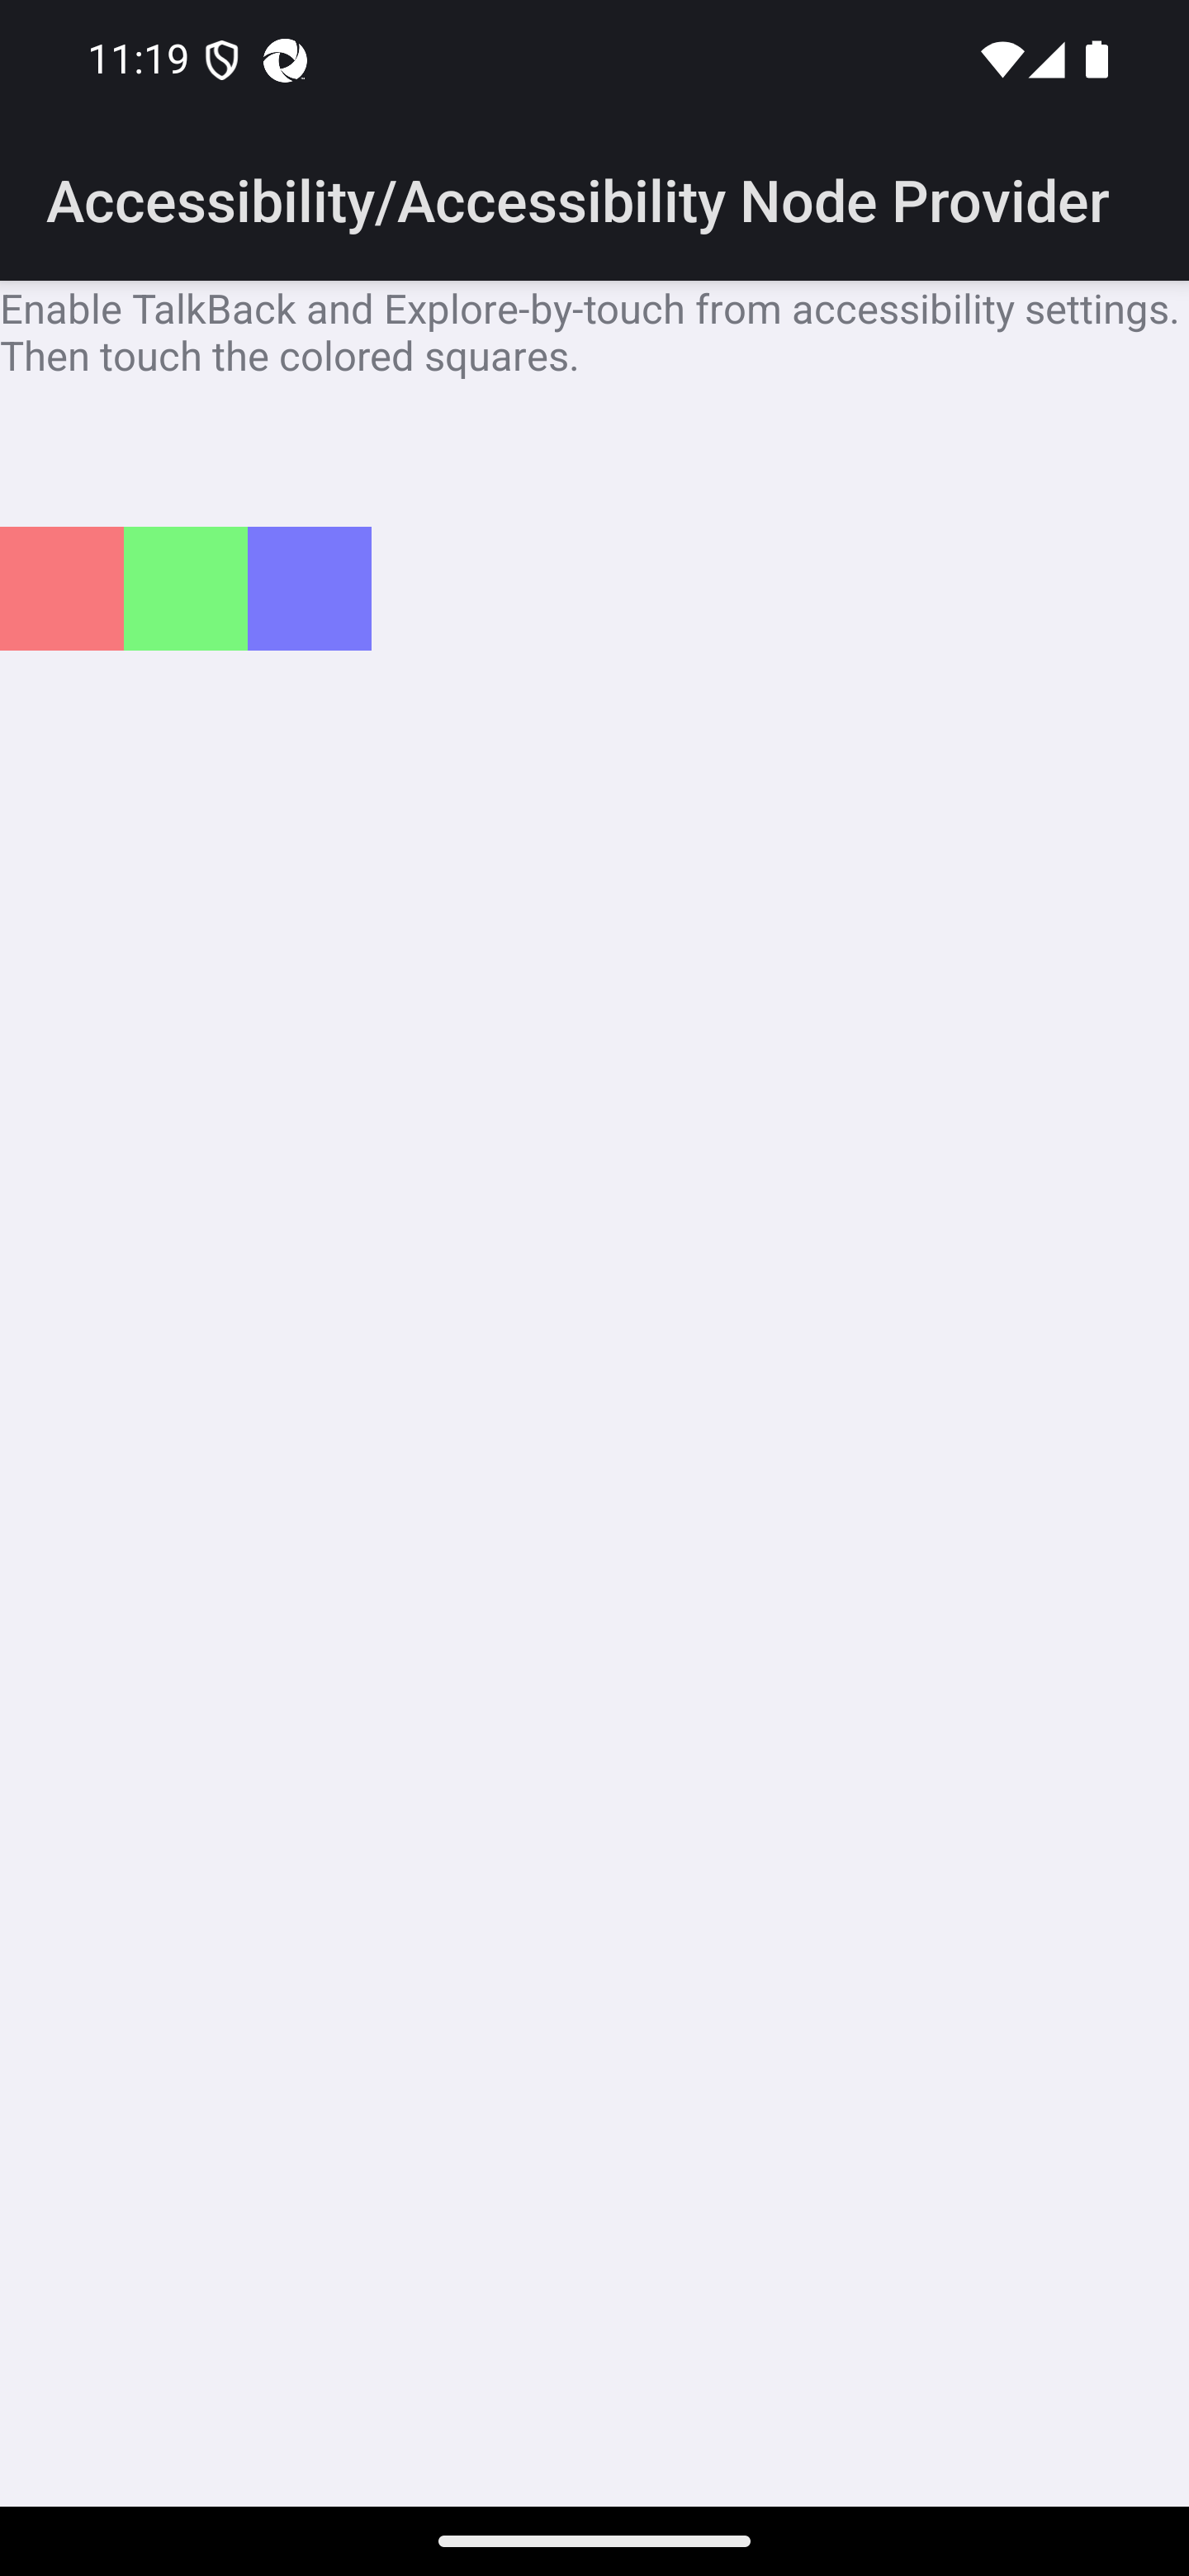 11:19
Accessibility/Accessibility Node Provider
Enable TalkBack and Explore-by-touch from accessibility settings.
Then touch the colored squares.